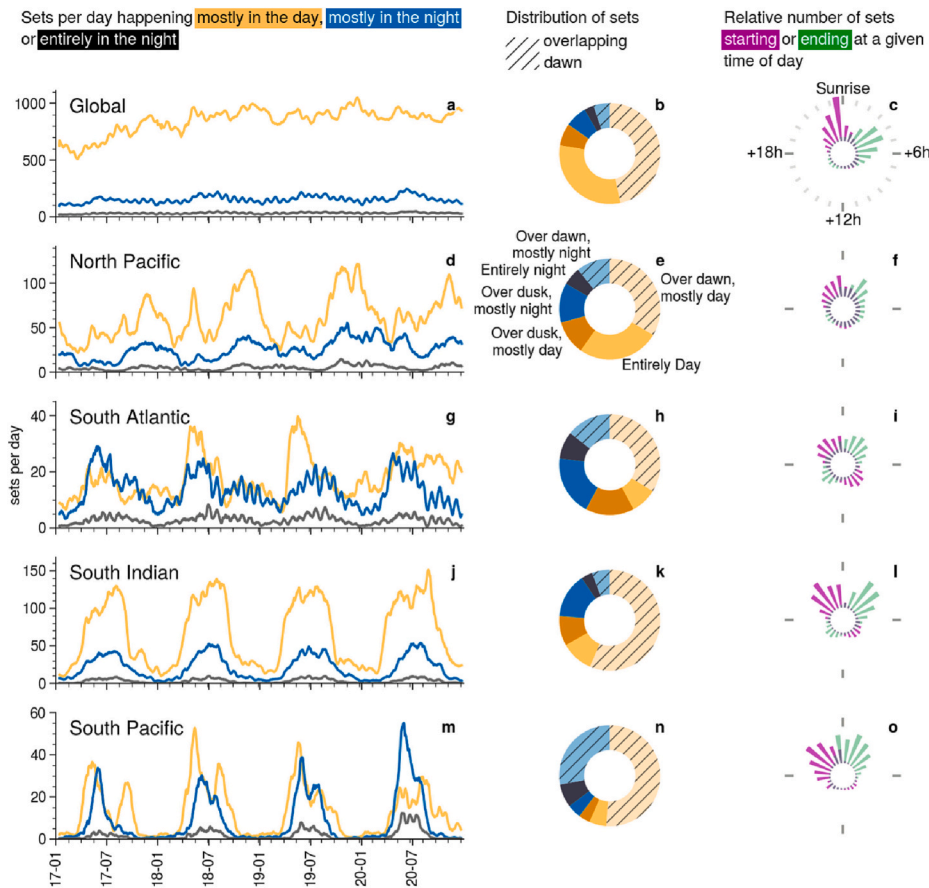 Sets per day happening mostly in the day, mostly in the night
or entirely in the night
Distribution of sets
overlapping
dawn
Relative number of sets
starting or ending at a given
time of day
Global
a
1000
500
0
b
c
Sunrise
+18h
+6h
+12h
North Pacific
d
100
50
0
e
Over dawn,
mostly night
Entirely night
Over dusk,
mostly night
Over dusk,
mostly day
Over dawn,
mostly day
Entirely Day
f
sets per day
South Atlantic
g
40
20
0
h
i
South Indian
j
150
100
50
0
k
l
South Pacific
m
60
40
20
0
n
o
17-01
17-07
18-01
18-07
19-01
19-07
20-01
20-07